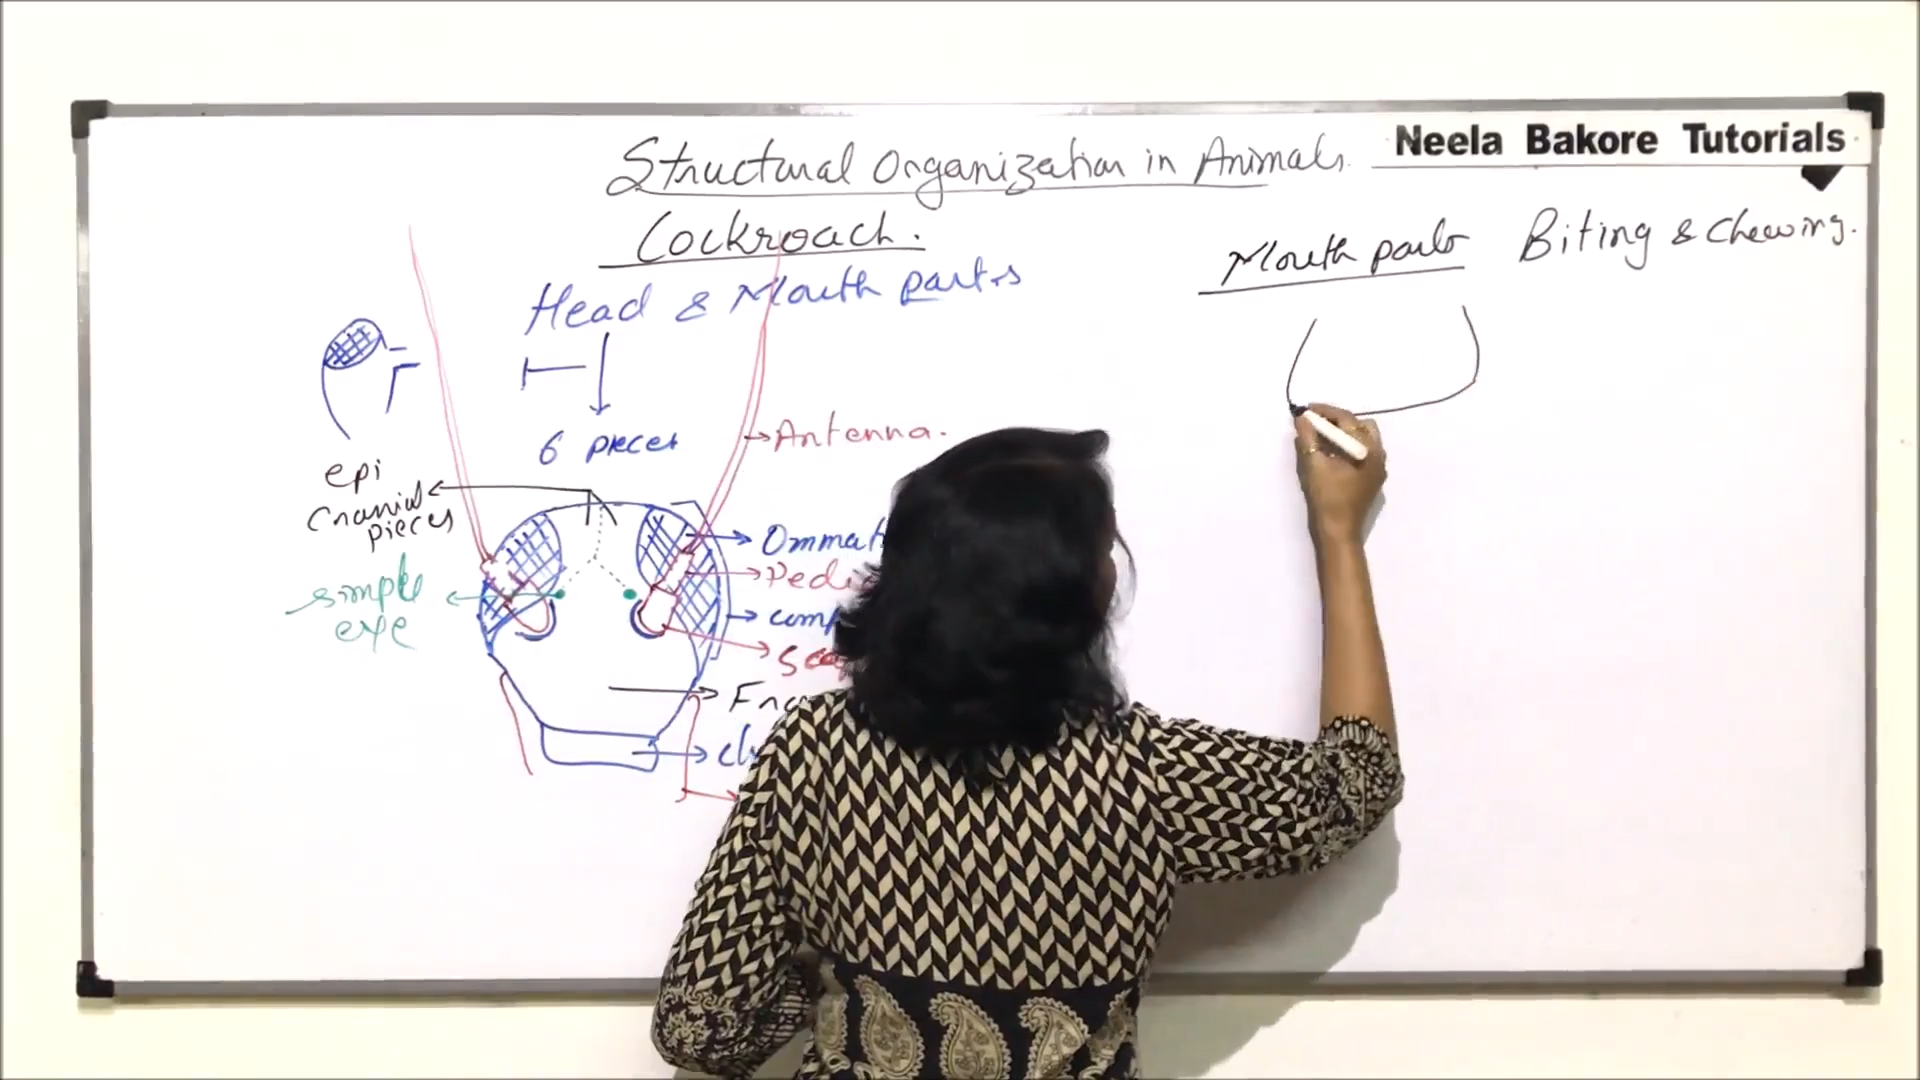 Neela Bakore Tutorials
Structural Organization in Animals.
Cockroach.
Head & Mouth parts
6 pieces
Antenna.
epi
cranial
pieces
simple
eye
Mouth parts Biting & chewing.